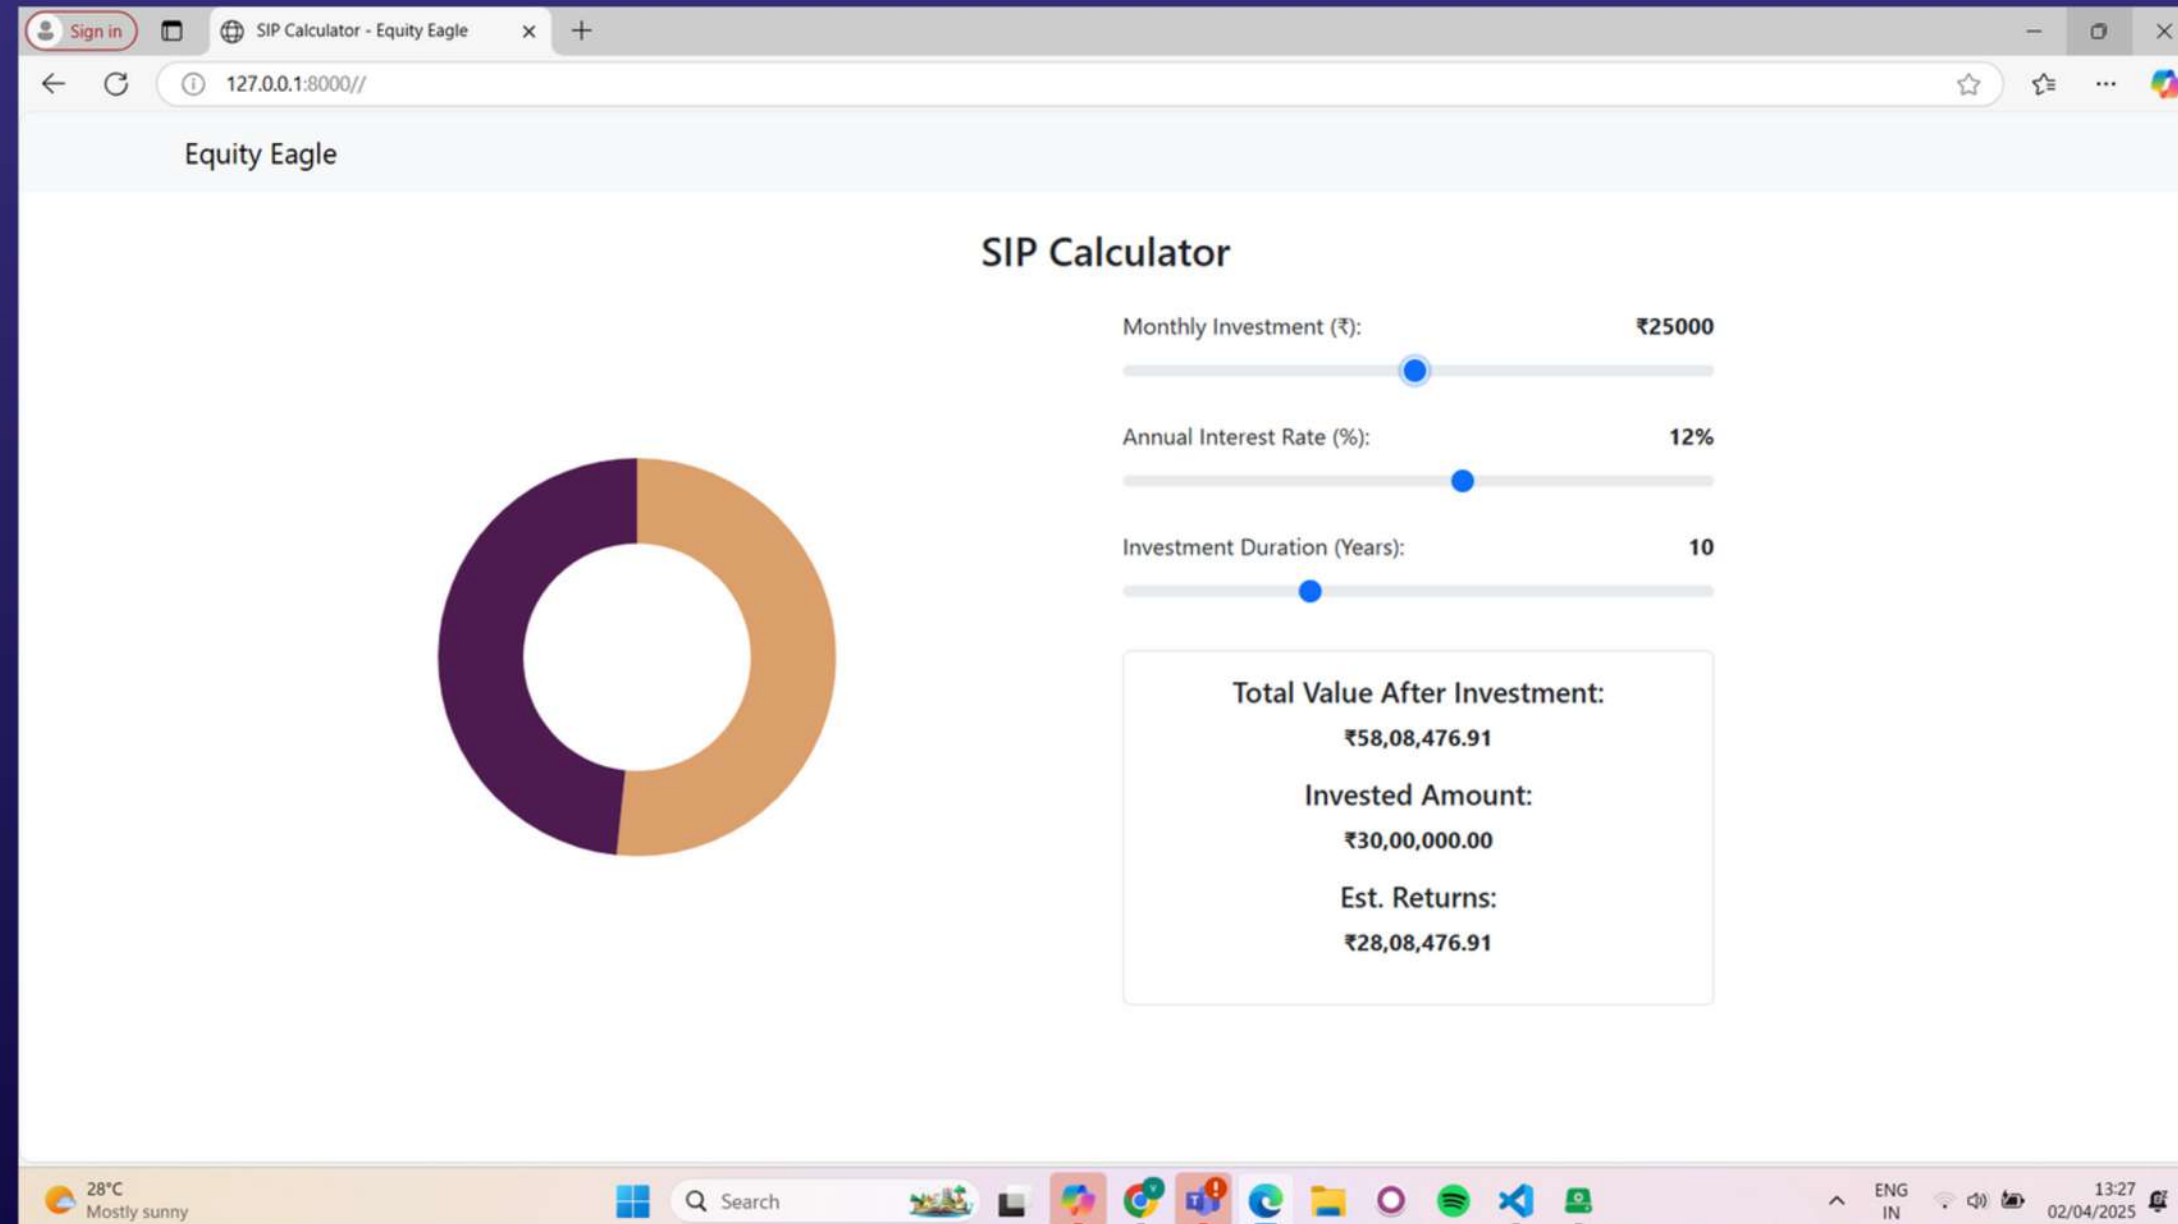 Sign in
SIP Calculator - Equity Eagle
127.0.0.1:8000//
Equity Eagle
SIP Calculator
Monthly Investment (₹): ₹25000
Annual Interest Rate (%): 12%
Investment Duration (Years): 10
Total Value After Investment:
₹58,08,476.91
Invested Amount:
₹30,00,000.00
Est. Returns:
₹28,08,476.91
28°C
Mostly sunny
Search
ENG
IN
13:27
02/04/2025